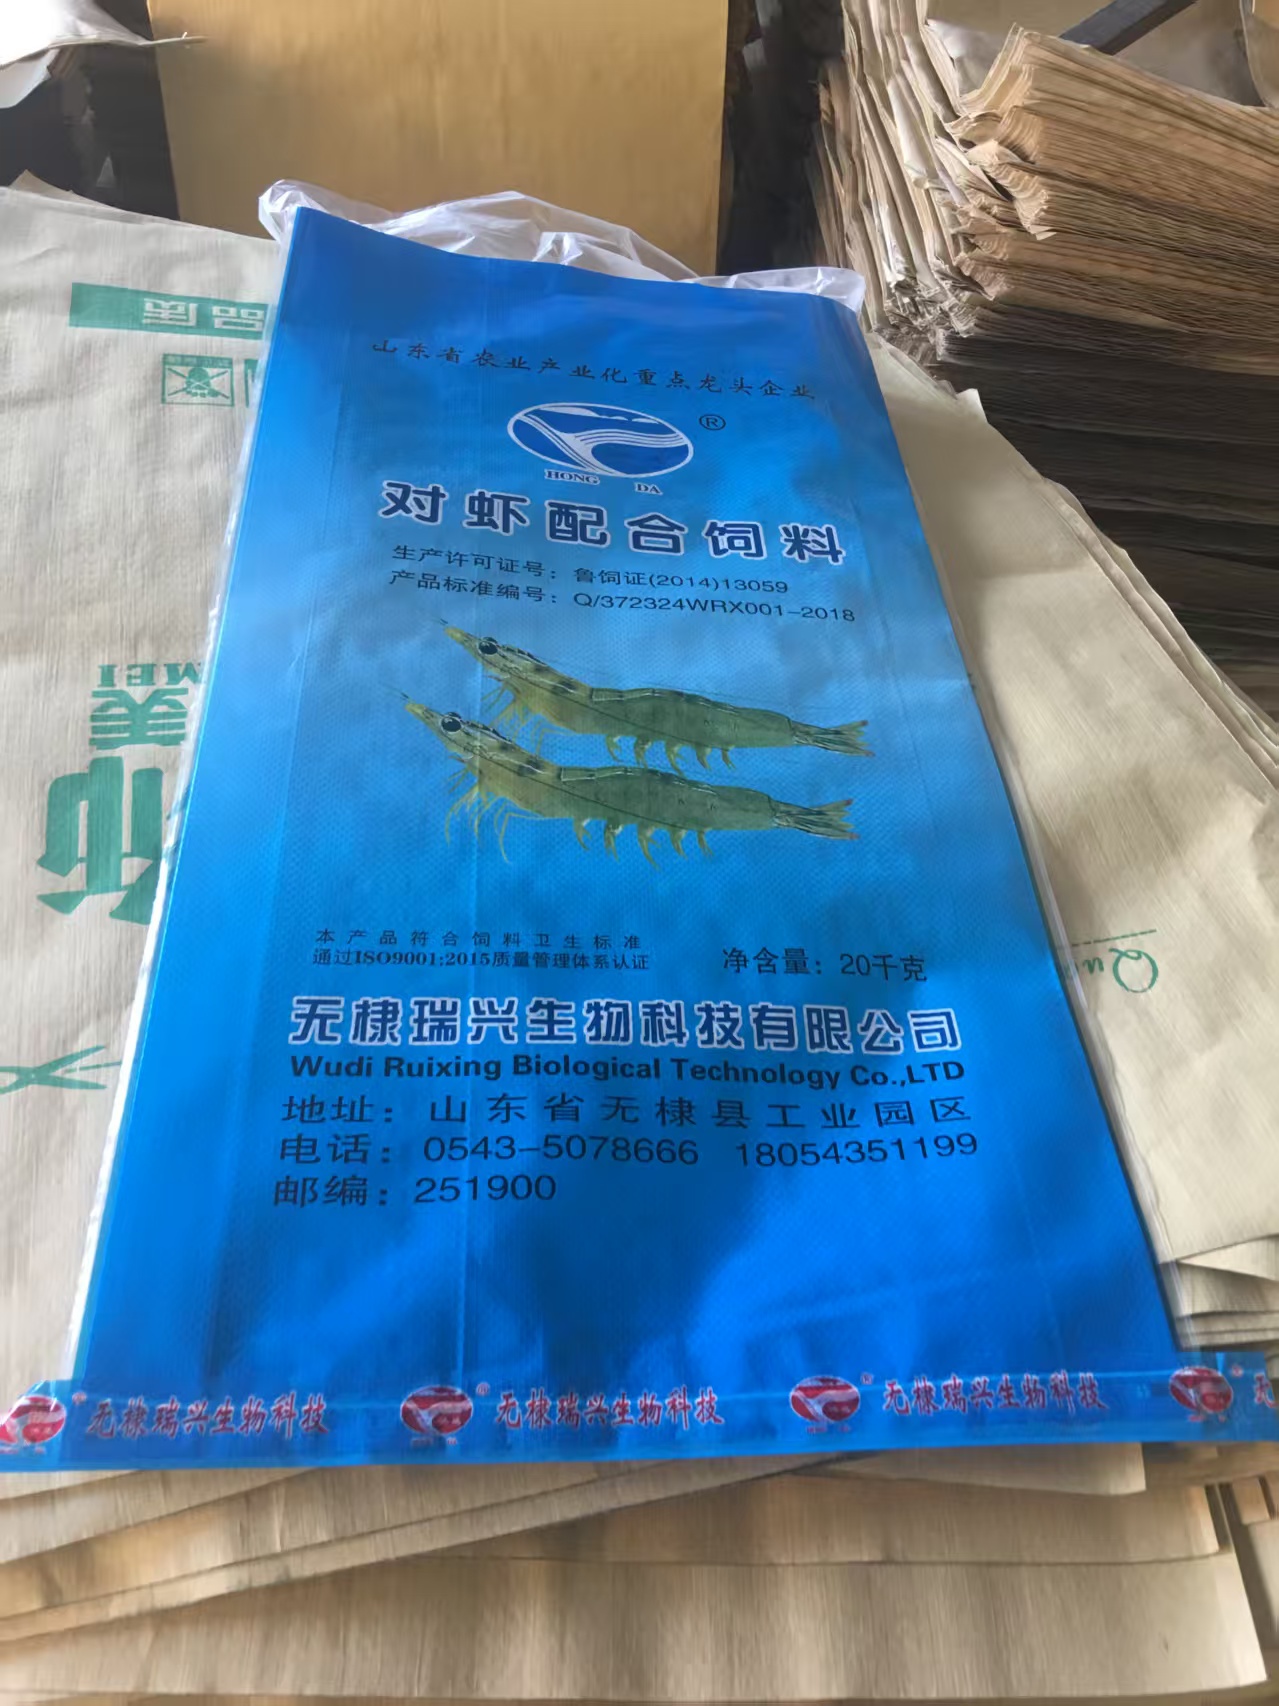 山东省农业产业化重点龙头企业
®
HONG DA
对虾配合饲料
生产许可证号：鲁饲证(2014)13059
产品标准编号：Q/372324WRX001-2018
本产品符合饲料卫生标准
通过ISO9001:2015质量管理体系认证
净含量：20千克
无棣瑞兴生物科技有限公司
Wudi Ruixing Biological Technology Co.,LTD
地址：山东省无棣县工业园区
电话：0543-5078666 18054351199
邮编：251900
® 无棣瑞兴生物科技 ® 无棣瑞兴生物科技 ® 无棣瑞兴生物科技 ® 无
品质
MEI
美
Qu